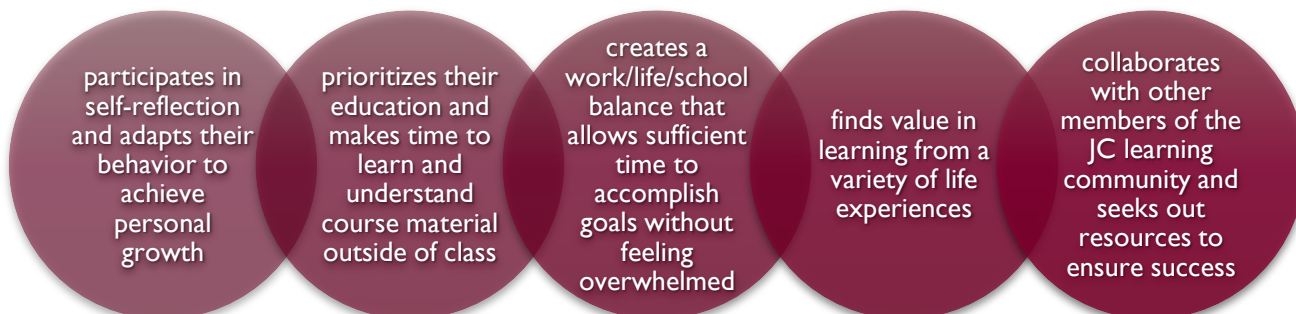 participates in
self-reflection
and adapts their
behavior to
achieve
personal
growth
prioritizes their
education and
makes time to
learn and
understand
course material
outside of class
creates a
work/life/school
balance that
allows sufficient
time to
accomplish
goals without
feeling
overwhelmed
finds value in
learning from a
variety of life
experiences
collaborates
with other
members of the
JC learning
community and
seeks out
resources to
ensure success